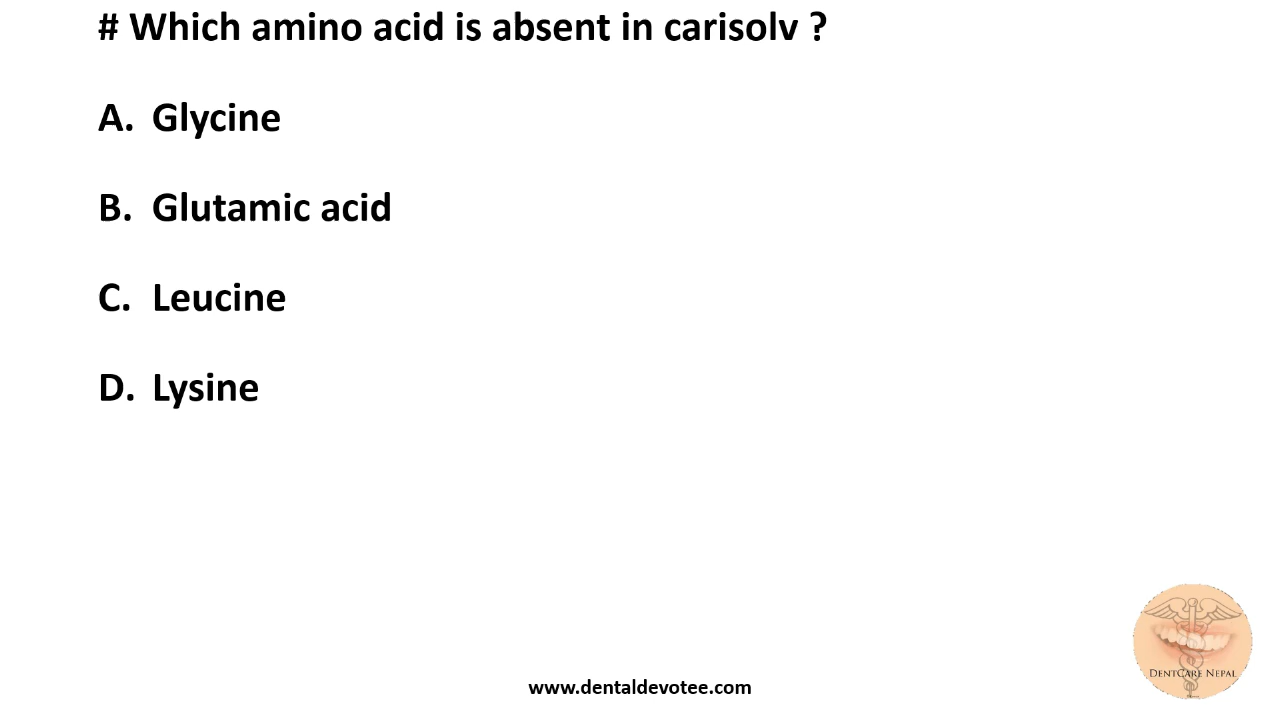 # Which amino acid is absent in carisolv ?
A. Glycine
B. Glutamic acid
C. Leucine
D. Lysine
DENTCARE NEPAL
www.dentaldevotee.com